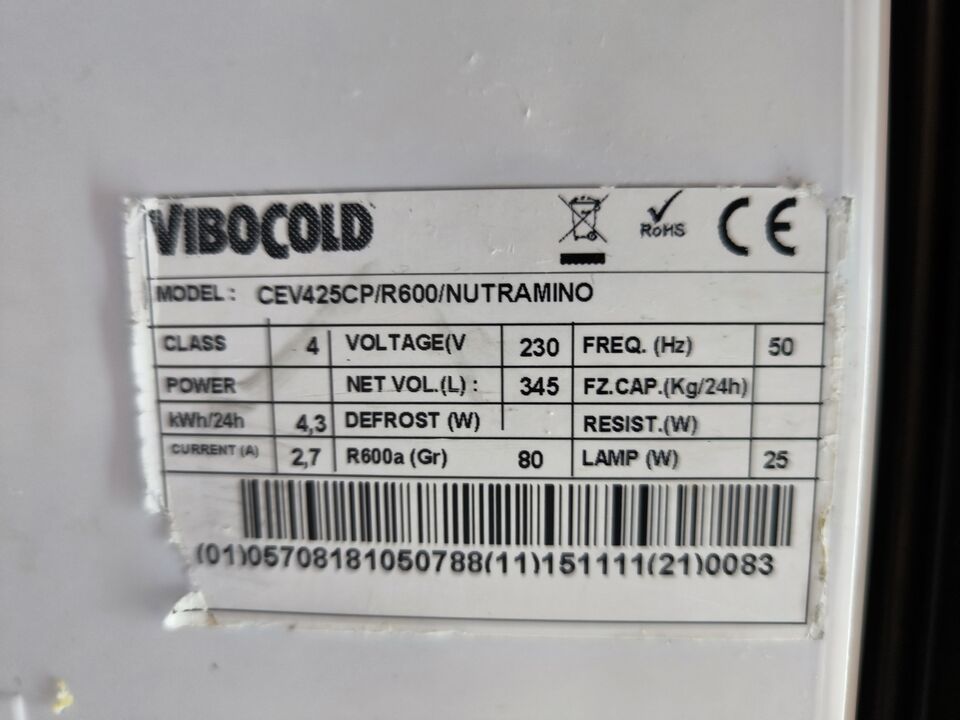 VIBOCOLD
RoHS
CE
MODEL: CEV425CP/R600/NUTRAMINO
CLASS 4 VOLTAGE(V 230 FREQ. (Hz) 50
POWER NET VOL.(L) : 345 FZ.CAP.(Kg/24h)
kWh/24h 4,3 DEFROST (W) RESIST.(W)
CURRENT (A) 2,7 R600a (Gr) 80 LAMP (W) 25
(01)05708181050788(11)151111(21)0083